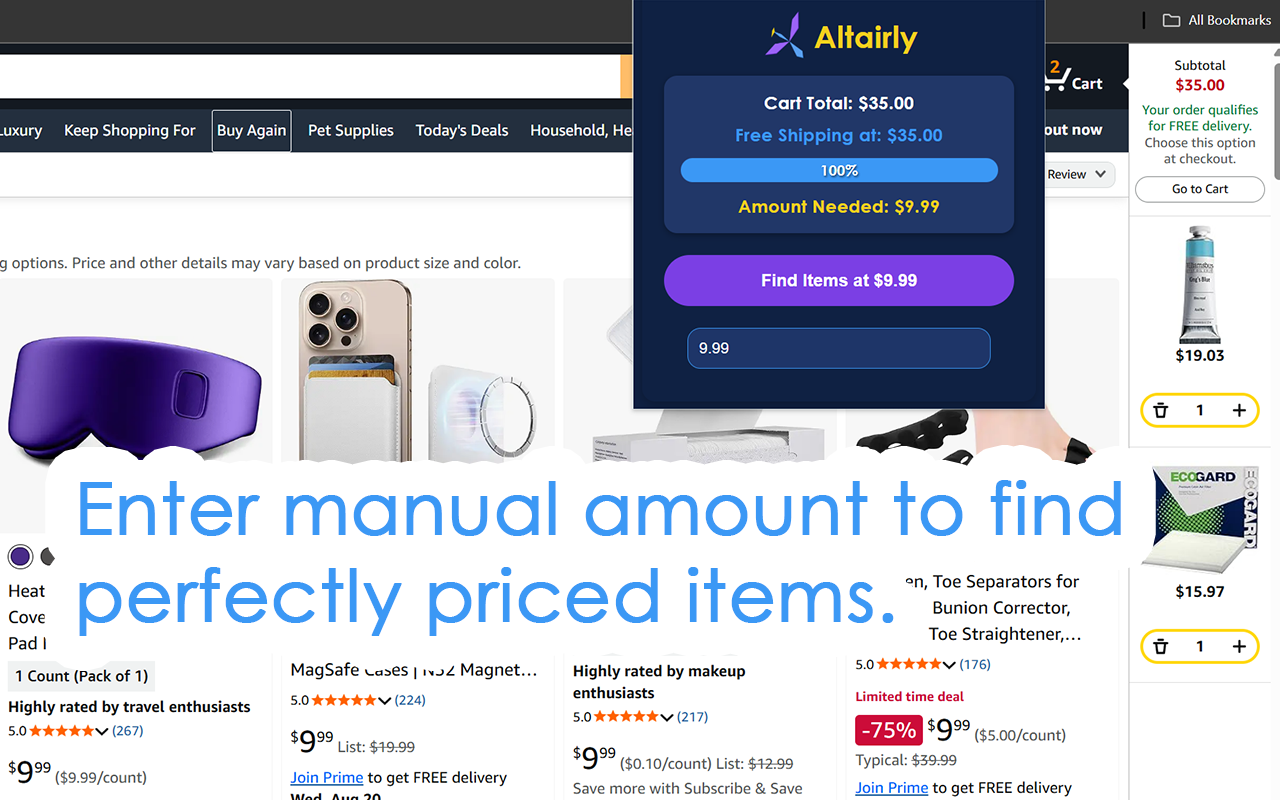 All Bookmarks
Altairly
Cart Total: $35.00
Free Shipping at: $35.00
100%
Amount Needed: $9.99
Find Items at $9.99
9.99
2
Cart
Luxury Keep Shopping For Buy Again Pet Supplies Today's Deals Household,
out now
Review
Subtotal
$35.00
Your order qualifies
for FREE delivery.
Choose this option
at checkout.
Go to Cart
King's Blue
$19.03
1
ECOGARD
ECOGARD
$15.97
1
options. Price and other details may vary based on product size and color.
Enter manual amount to find
perfectly priced items.
Heat
Cove
Pad
1 Count (Pack of 1)
Highly rated by travel enthusiasts
5.0 (267)
$9.99 ($9.99/count)
MagSafe Cases | N52 Magnet...
5.0 (224)
$9.99 List: $19.99
Join Prime to get FREE delivery
Wed, Aug 20
Highly rated by makeup
enthusiasts
5.0 (217)
$9.99 ($0.10/count) List: $12.99
Save more with Subscribe & Save
en, Toe Separators for
Bunion Corrector,
Toe Straightener,...
5.0 (176)
Limited time deal
-75% $9.99 ($5.00/count)
Typical: $39.99
Join Prime to get FREE delivery